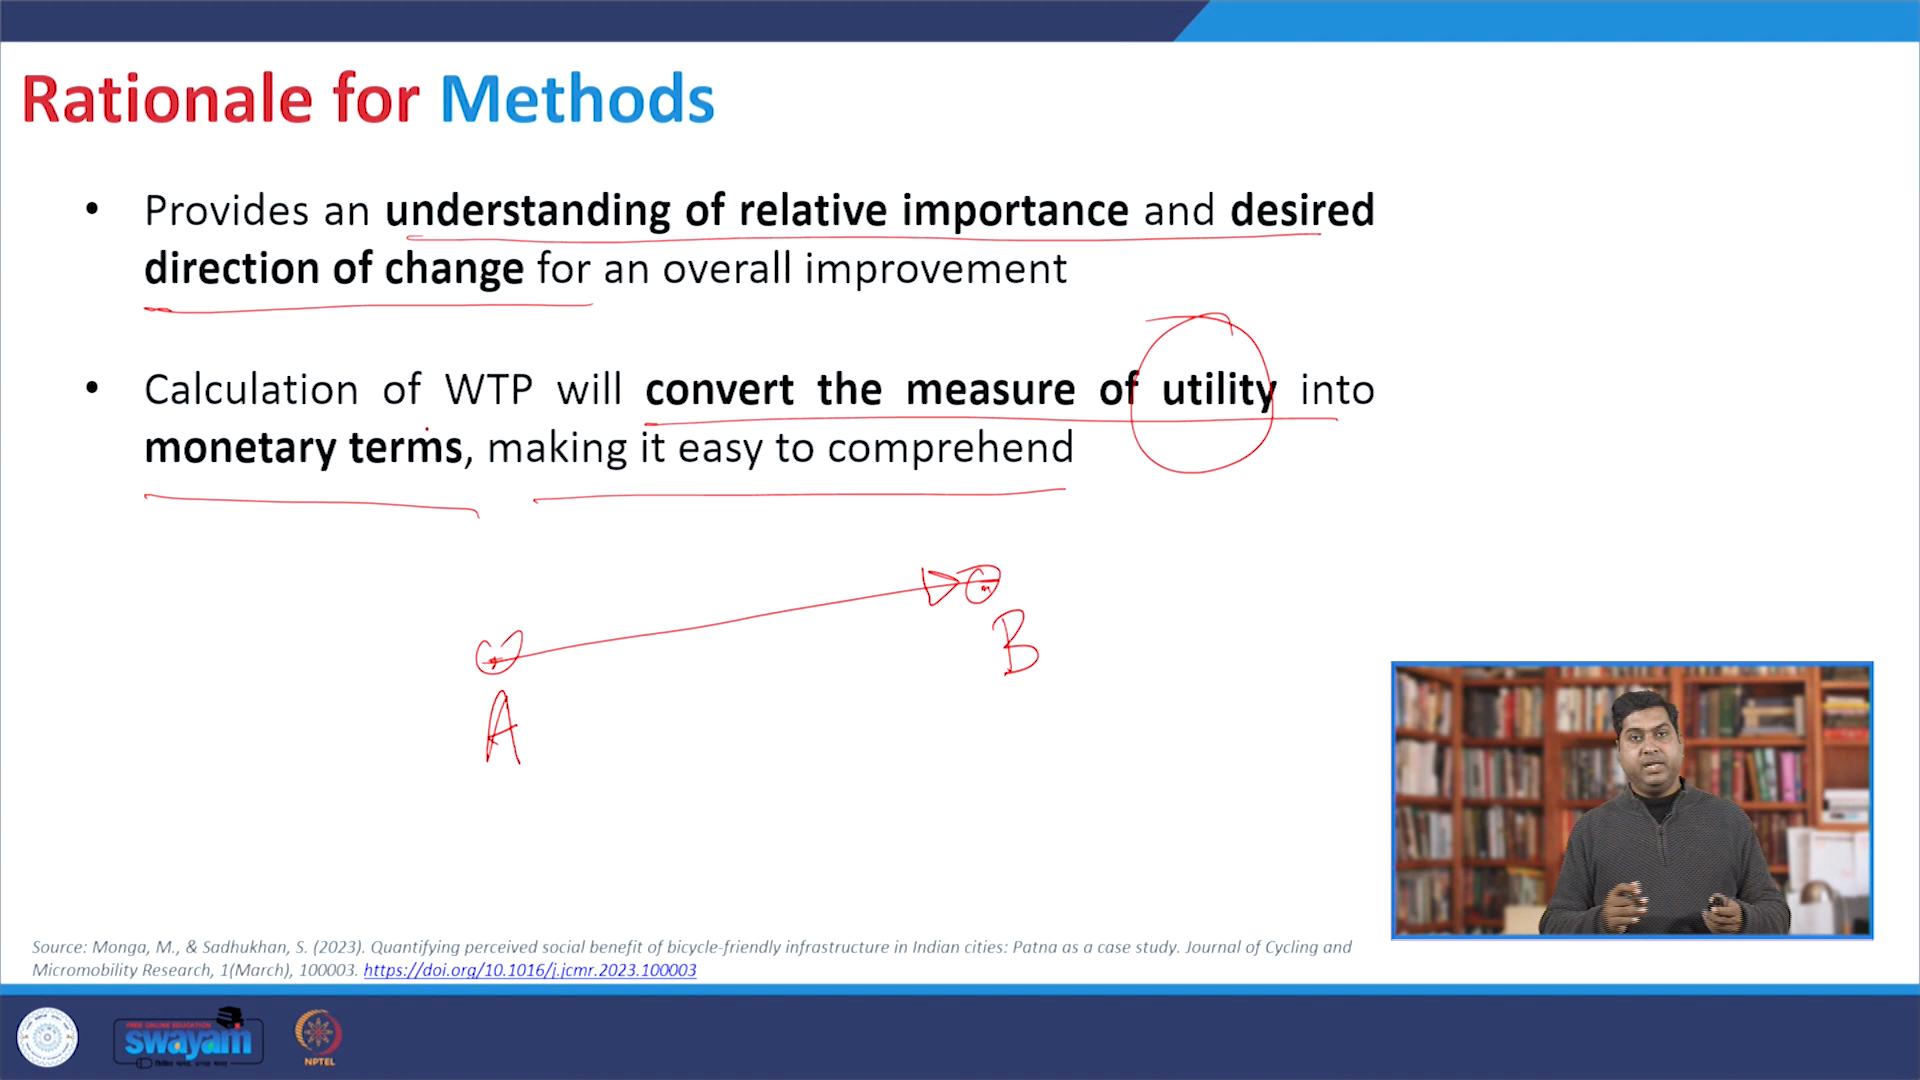 Rationale for Methods
• Provides an understanding of relative importance and desired
direction of change for an overall improvement
• Calculation of WTP will convert the measure of utility into
monetary terms, making it easy to comprehend
A
B
Source: Monga, M., & Sadhukhan, S. (2023). Quantifying perceived social benefit of bicycle-friendly infrastructure in Indian cities: Patna as a case study. Journal of Cycling and
Micromobility Research, 1(March), 100003. https://doi.org/10.1016/j.jcmr.2023.100003
FREE ONLINE EDUCATION
swayam
NPTEL